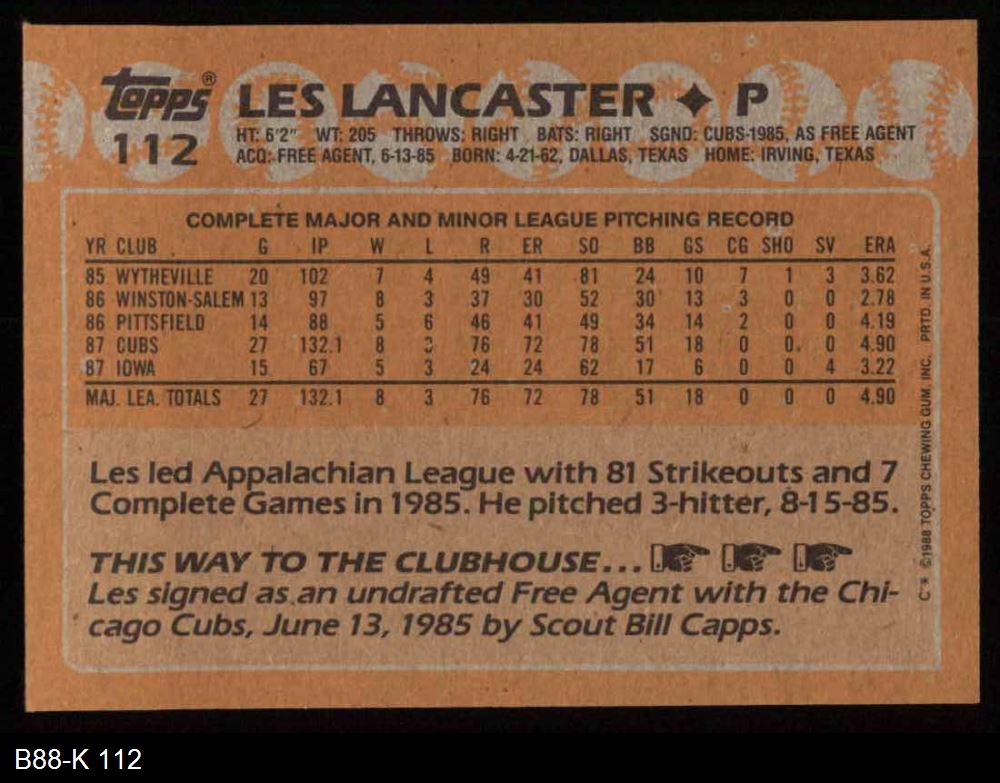 topps® LES LANCASTER ✦ P
112 HT: 6'2" WT: 205 THROWS: RIGHT BATS: RIGHT SGND: CUBS-1985, AS FREE AGENT
ACQ: FREE AGENT, 6-13-85 BORN: 4-21-62, DALLAS, TEXAS HOME: IRVING, TEXAS
COMPLETE MAJOR AND MINOR LEAGUE PITCHING RECORD
YR CLUB G IP W L R ER SO BB GS CG SHO SV ERA
85 WYTHEVILLE 20 102 7 4 49 41 81 24 10 7 1 3 3.62
86 WINSTON-SALEM 13 97 8 3 37 30 52 30 13 3 0 0 2.78
86 PITTSFIELD 14 88 5 6 46 41 49 34 14 2 0 0 4.19
87 CUBS 27 132.1 8 3 76 72 78 51 18 0 0 0 4.90
87 IOWA 15 67 5 3 24 24 62 17 6 0 0 4 3.22
MAJ. LEA. TOTALS 27 132.1 8 3 76 72 78 51 18 0 0 0 4.90
Les led Appalachian League with 81 Strikeouts and 7
Complete Games in 1985. He pitched 3-hitter, 8-15-85.
THIS WAY TO THE CLUBHOUSE...
Les signed as an undrafted Free Agent with the Chi-
cago Cubs, June 13, 1985 by Scout Bill Capps.
C* ©1988 TOPPS CHEWING GUM, INC. PRTD. IN U.S.A.
B88-K 112